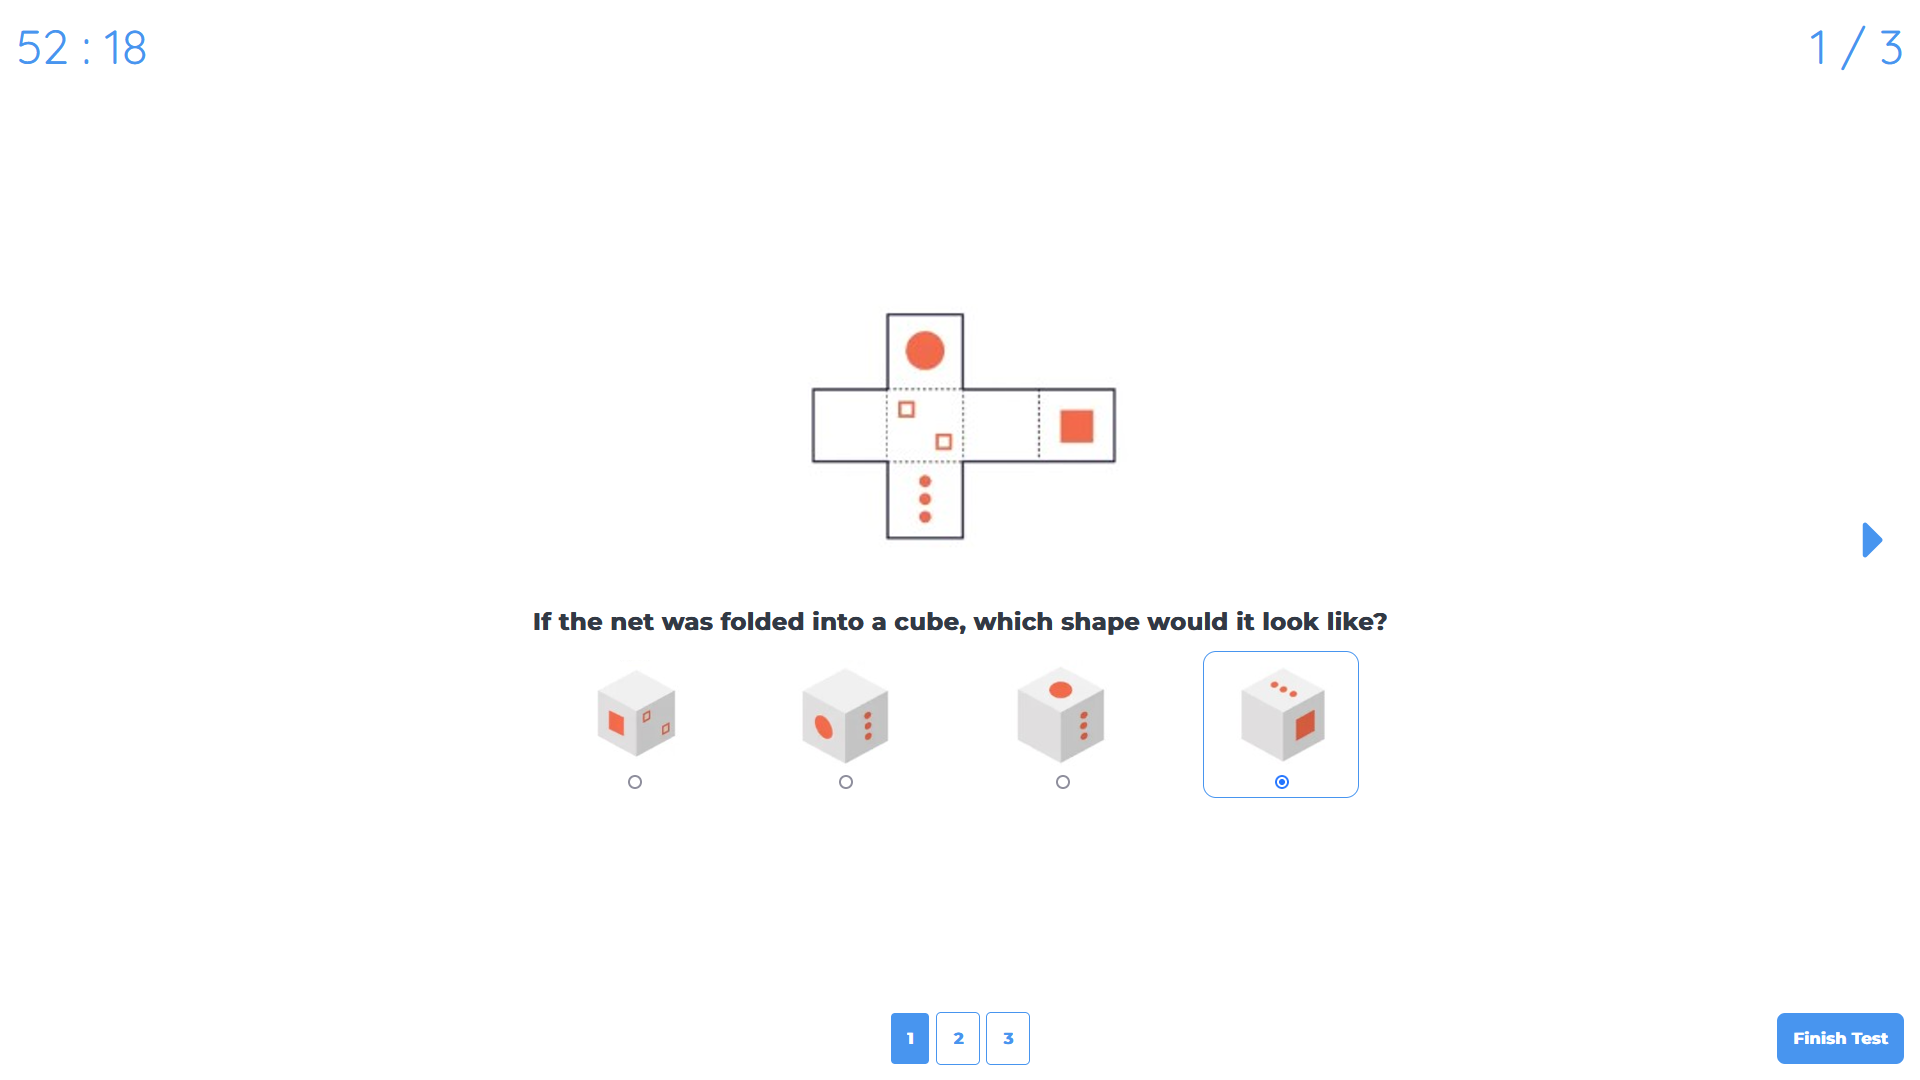 52 : 18
1 / 3
If the net was folded into a cube, which shape would it look like?
1
2
3
Finish Test